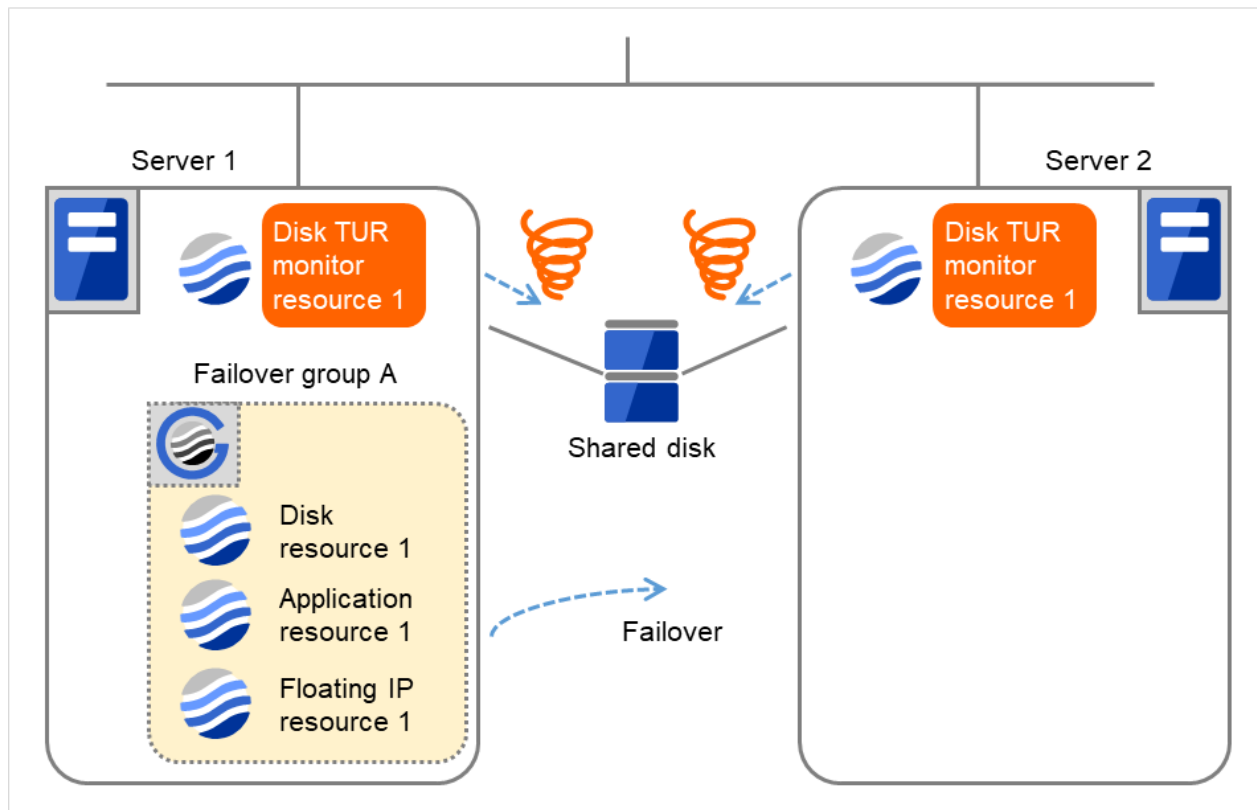 Server 1
Server 2
Disk TUR
monitor
resource 1
Disk TUR
monitor
resource 1
Failover group A
Shared disk
Disk
resource 1
Application
resource 1
Failover
Floating IP
resource 1